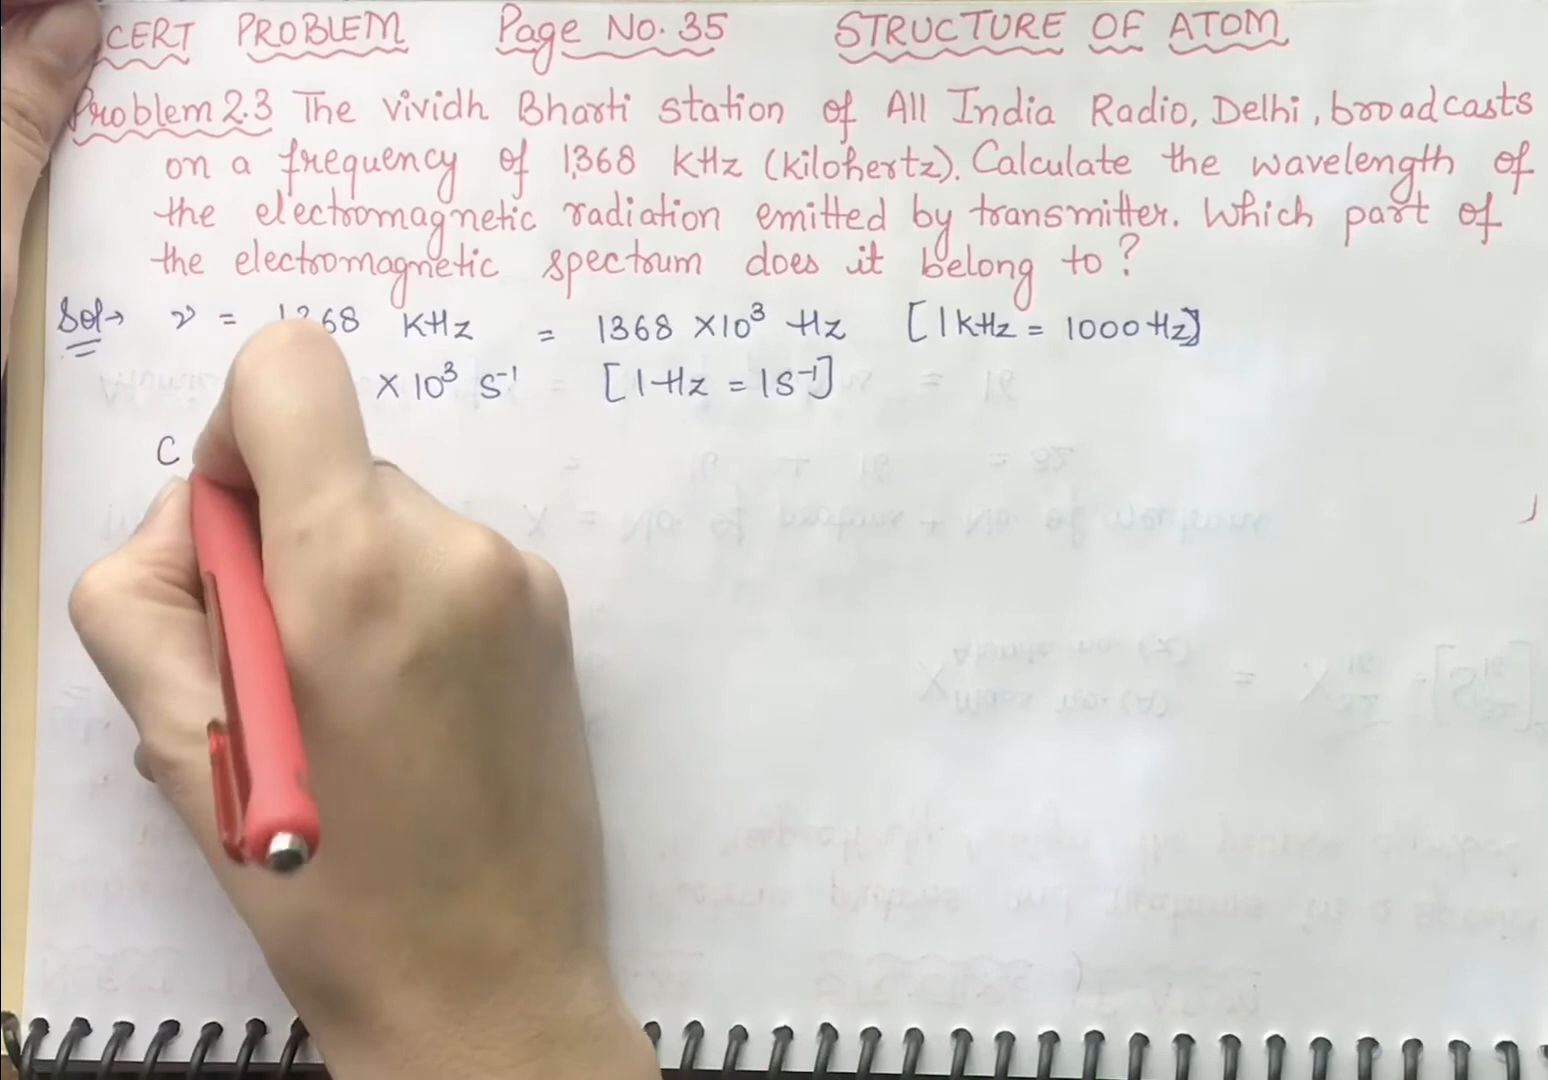 CERT PROBLEM Page No. 35 STRUCTURE OF ATOM
Problem 2.3 The vividh Bharti station of All India Radio, Delhi, broadcasts
on a frequency of 1,368 KHz (kilohertz). Calculate the wavelength of
the electromagnetic radiation emitted by transmitter. Which part of
the electromagnetic spectrum does it belong to?
Sol→ ν = 1368 KHz = 1368 ×10³ Hz [1 KHz = 1000 Hz]
× 10³ S⁻¹ [1 Hz = 1S⁻¹]
C